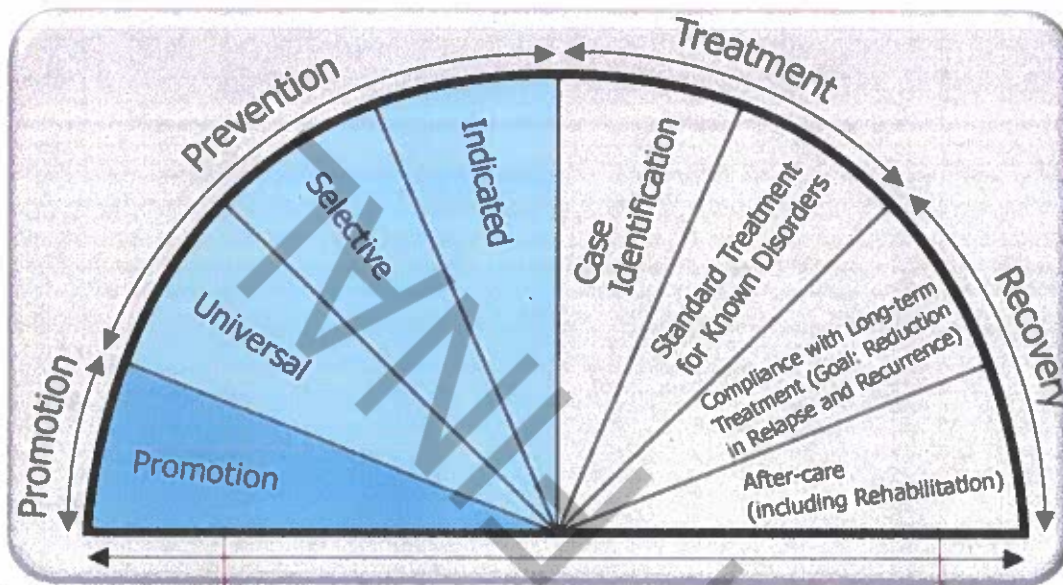 Promotion
Prevention
Treatment
Recovery
Promotion
Universal
Selective
Indicated
Case
Identification
Standard Treatment
for Known Disorders
Compliance with Long-term
Treatment (Goal: Reduction
in Relapse and Recurrence)
After-care
(including Rehabilitation)